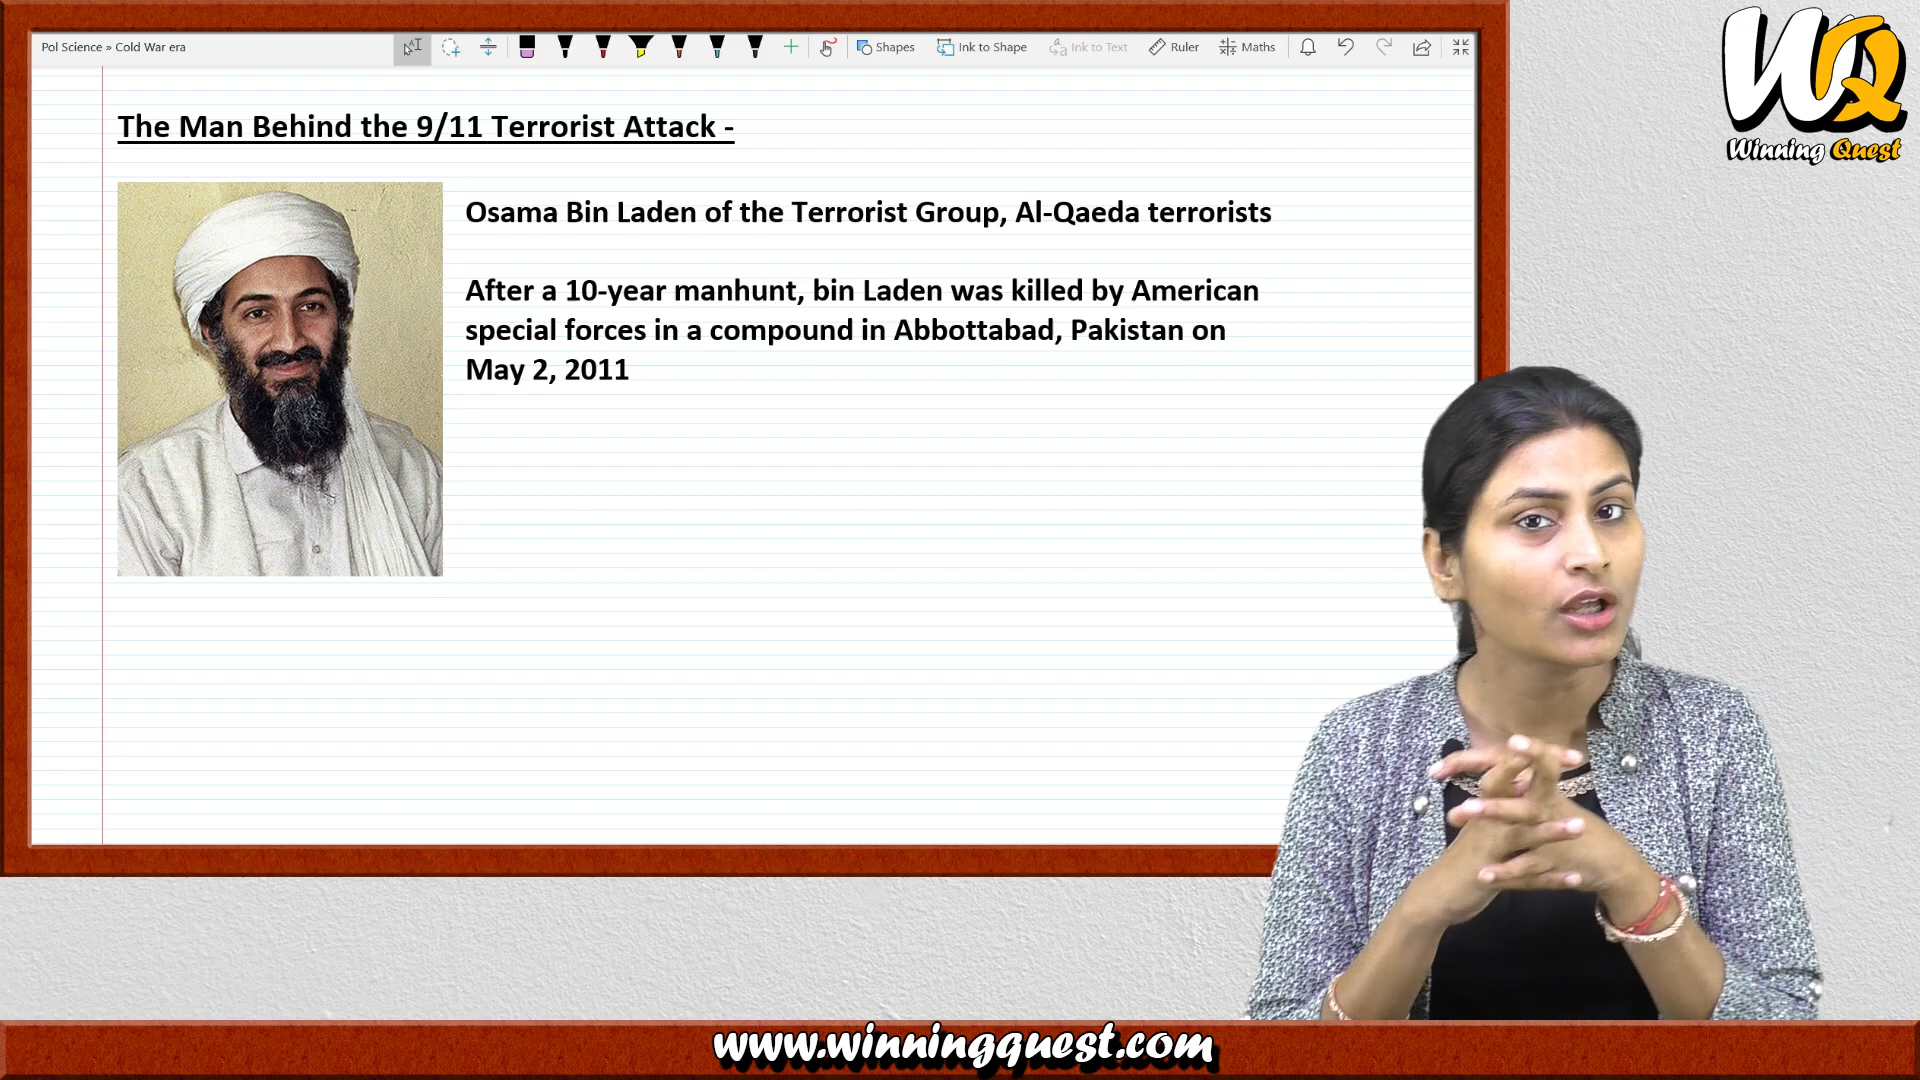 Pol Science » Cold War era
Shapes
Ink to Shape
Ink to Text
Ruler
Maths
WQ
Winning Quest
The Man Behind the 9/11 Terrorist Attack -
Osama Bin Laden of the Terrorist Group, Al-Qaeda terrorists
After a 10-year manhunt, bin Laden was killed by American
special forces in a compound in Abbottabad, Pakistan on
May 2, 2011
www.winningquest.com